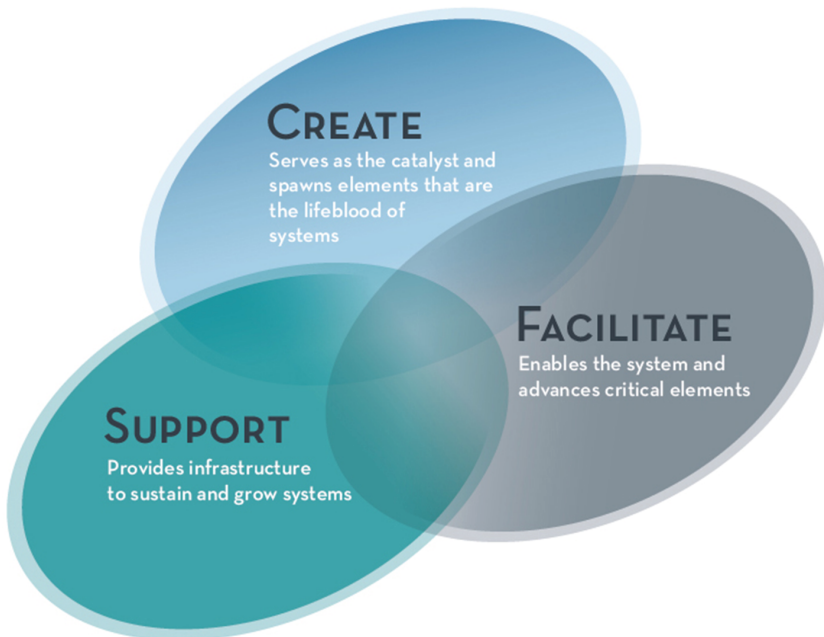 CREATE
Serves as the catalyst and
spawns elements that are
the lifeblood of
systems
FACILITATE
Enables the system and
advances critical elements
SUPPORT
Provides infrastructure
to sustain and grow systems